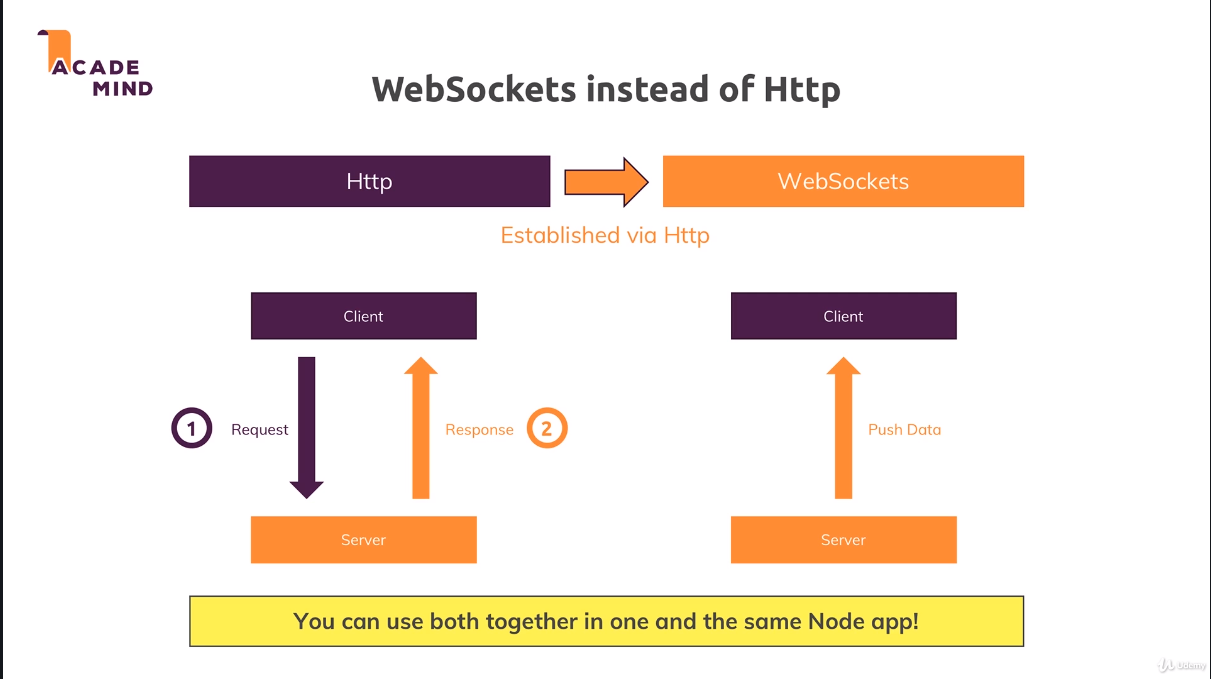 ACADE
MIND
WebSockets instead of Http
Http
WebSockets
Established via Http
Client
Client
1
Request
Response
2
Push Data
Server
Server
You can use both together in one and the same Node app!
Udemy